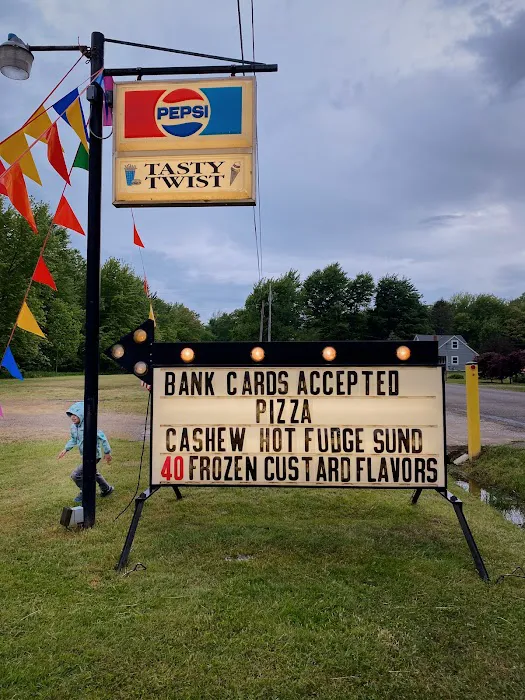 PEPSI
TASTY
TWIST
BANK CARDS ACCEPTED
PIZZA
CASHEW HOT FUDGE SUND
40 FROZEN CUSTARD FLAVORS